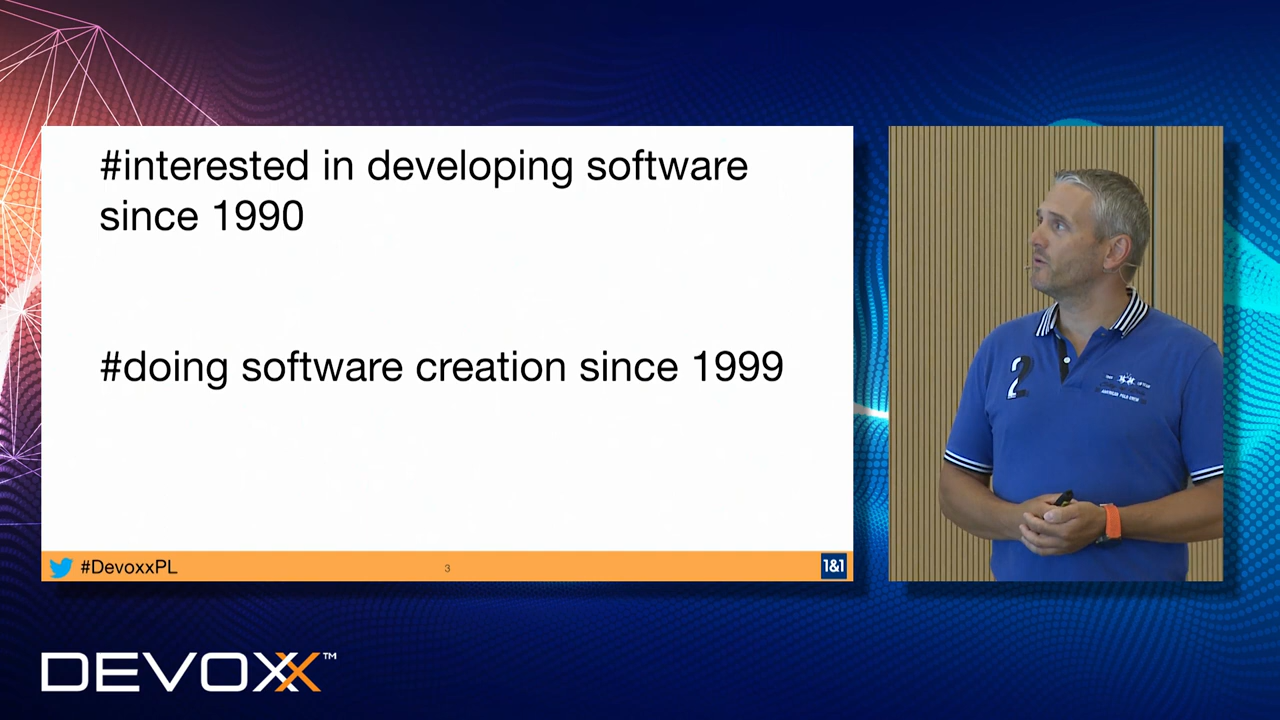 #interested in developing software
since 1990
#doing software creation since 1999
#DevoxxPL
3
1&1
2
DEVOXX™